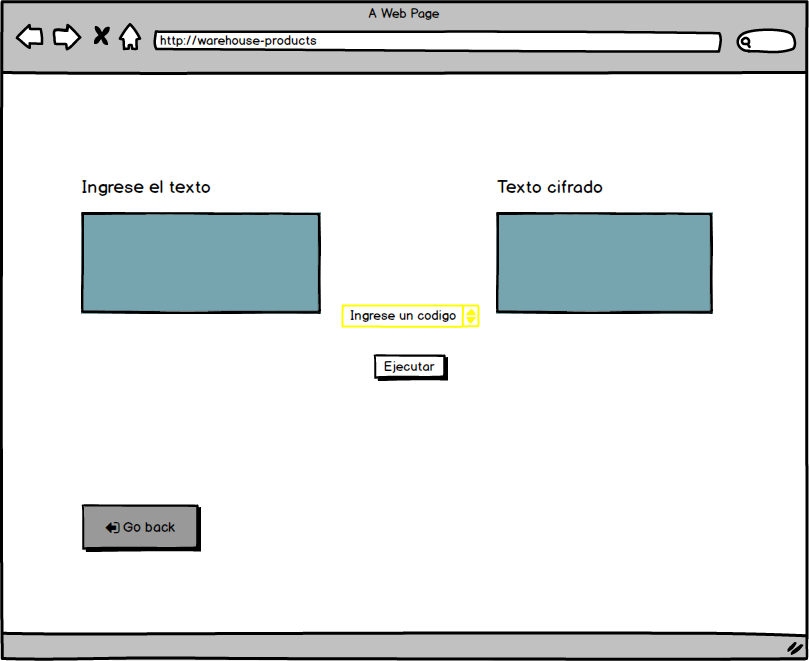 A Web Page
http://warehouse-products
Ingrese el texto
Texto cifrado
Ingrese un codigo
Ejecutar
Go back